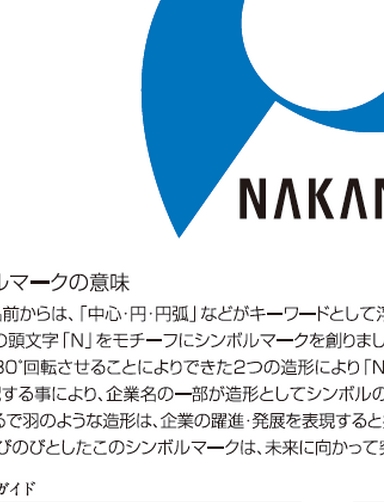 NAKAN
ルマークの意味
前からは、「中心・円・円弧」などがキーワードとして
の頭文字「N」をモチーフにシンボルマークを創りまし
80°回転させることによりできた2つの造形により「N
する事により、企業名の一部が造形としてシンボルの
るで羽のような造形は、企業の躍進・発展を表現すると
びのびとしたこのシンボルマークは、未来に向かって
ガイド